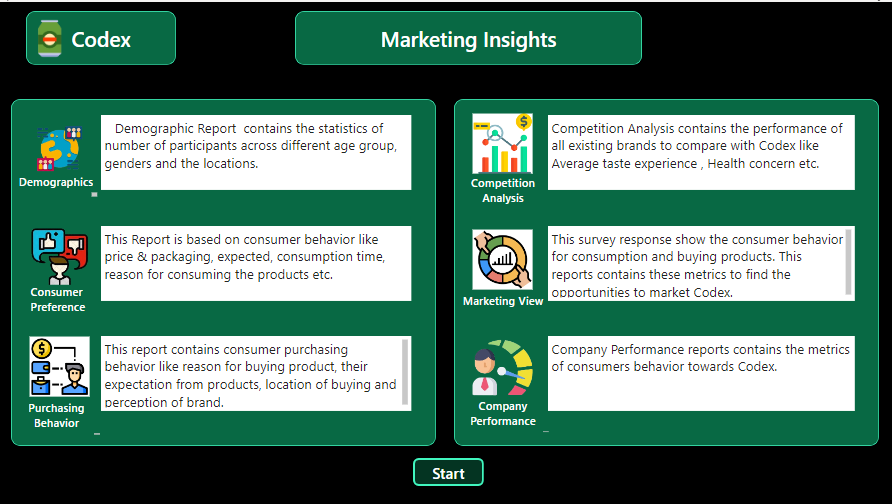 Codex
Marketing Insights
Demographics
Demographic Report contains the statistics of
number of participants across different age group,
genders and the locations.
Consumer
Preference
This Report is based on consumer behavior like
price & packaging, expected, consumption time,
reason for consuming the products etc.
Purchasing
Behavior
This report contains consumer purchasing
behavior like reason for buying product, their
expectation from products, location of buying and
perception of brand.
Competition
Analysis
Competition Analysis contains the performance of
all existing brands to compare with Codex like
Average taste experience , Health concern etc.
Marketing View
This survey response show the consumer behavior
for consumption and buying products. This
reports contains these metrics to find the
opportunities to market Codex.
Company
Performance
Company Performance reports contains the metrics
of consumers behavior towards Codex.
Start